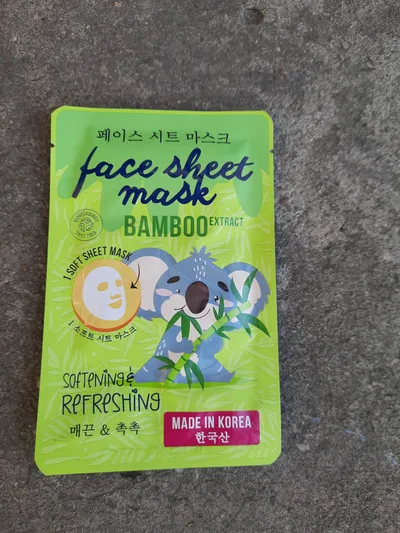 페이스 시트 마스크
face sheet
mask
BAMBOO EXTRACT
1 SOFT SHEET MASK
1 소프트 시트 마스크
SOFTENING &
REFRESHING
매끈 & 촉촉
MADE IN KOREA
한국산